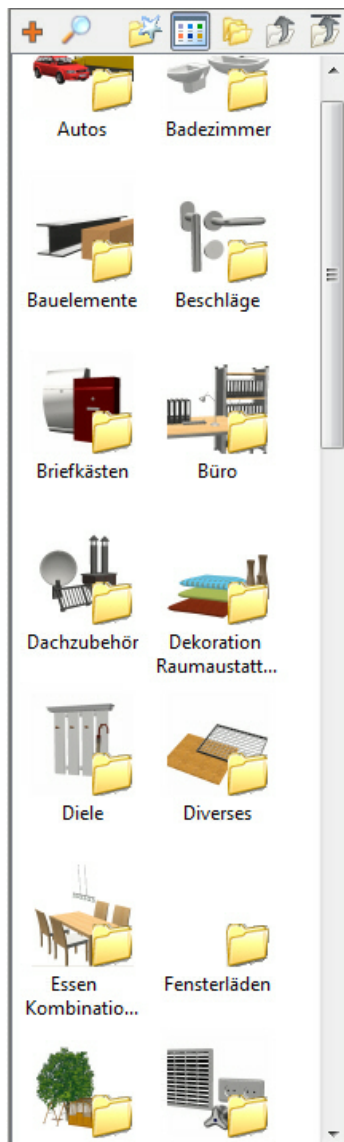 Autos
Badezimmer
Bauelemente
Beschläge
Briefkästen
Büro
Dachzubehör
Dekoration
Raumaustatt...
Diele
Diverses
Essen
Kombinatio...
Fensterläden